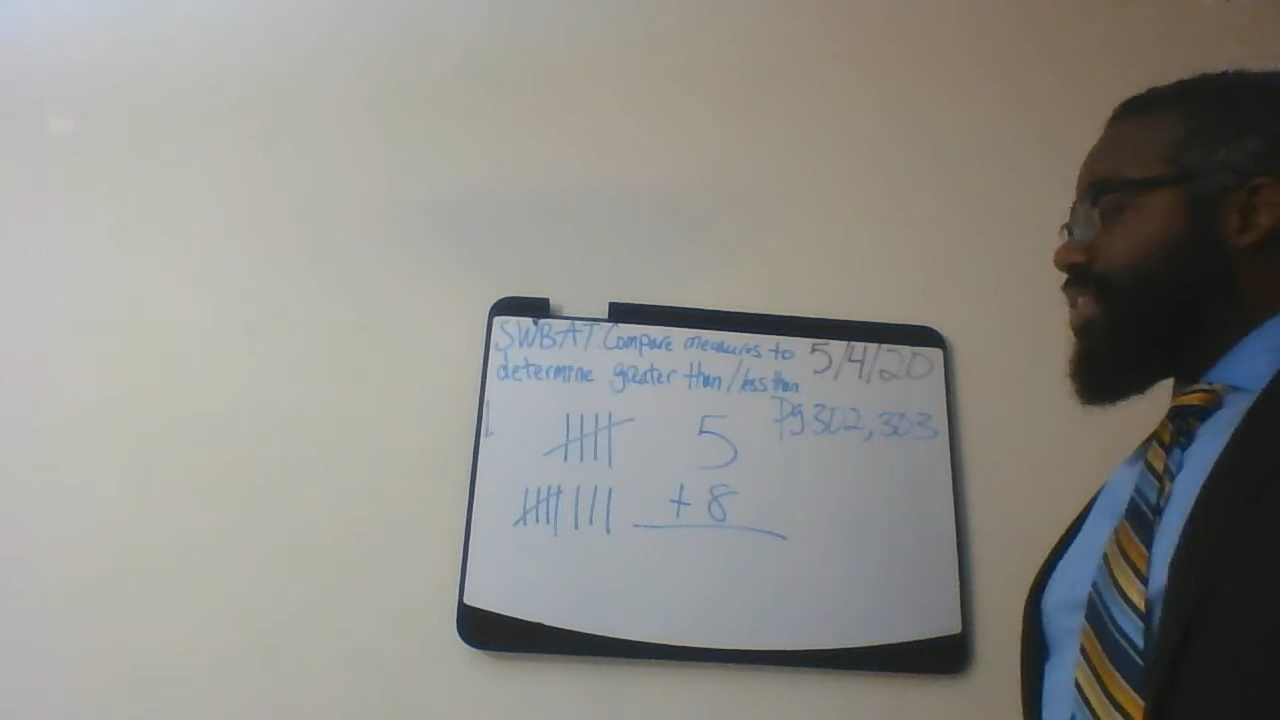 SWBAT Compare measures to 5/4/20
determine greater than/less than
Pg 302, 303
1. 5
+ 8